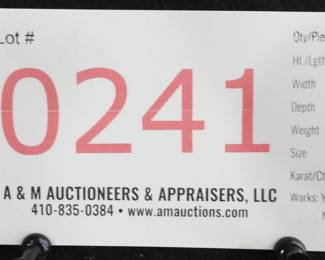 Lot #
0241
A & M AUCTIONEERS & APPRAISERS, LLC
410-835-0384 • www.amauctions.com
Qty/Pie
Ht./Lgth
Width
Depth
Weight
Size
Karat/Ct
Works: Y